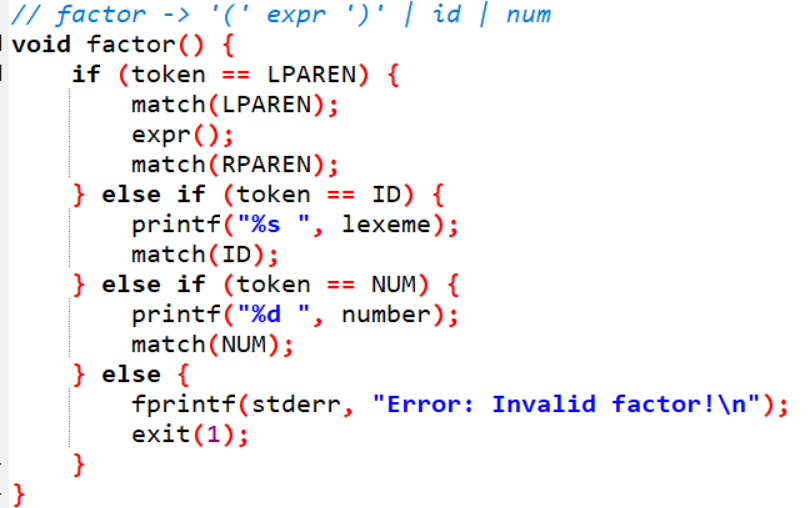 // factor -> '(' expr ')' | id | num
void factor() {
    if (token == LPAREN) {
        match(LPAREN);
        expr();
        match(RPAREN);
    } else if (token == ID) {
        printf("%s ", lexeme);
        match(ID);
    } else if (token == NUM) {
        printf("%d ", number);
        match(NUM);
    } else {
        fprintf(stderr, "Error: Invalid factor!\n");
        exit(1);
    }
}